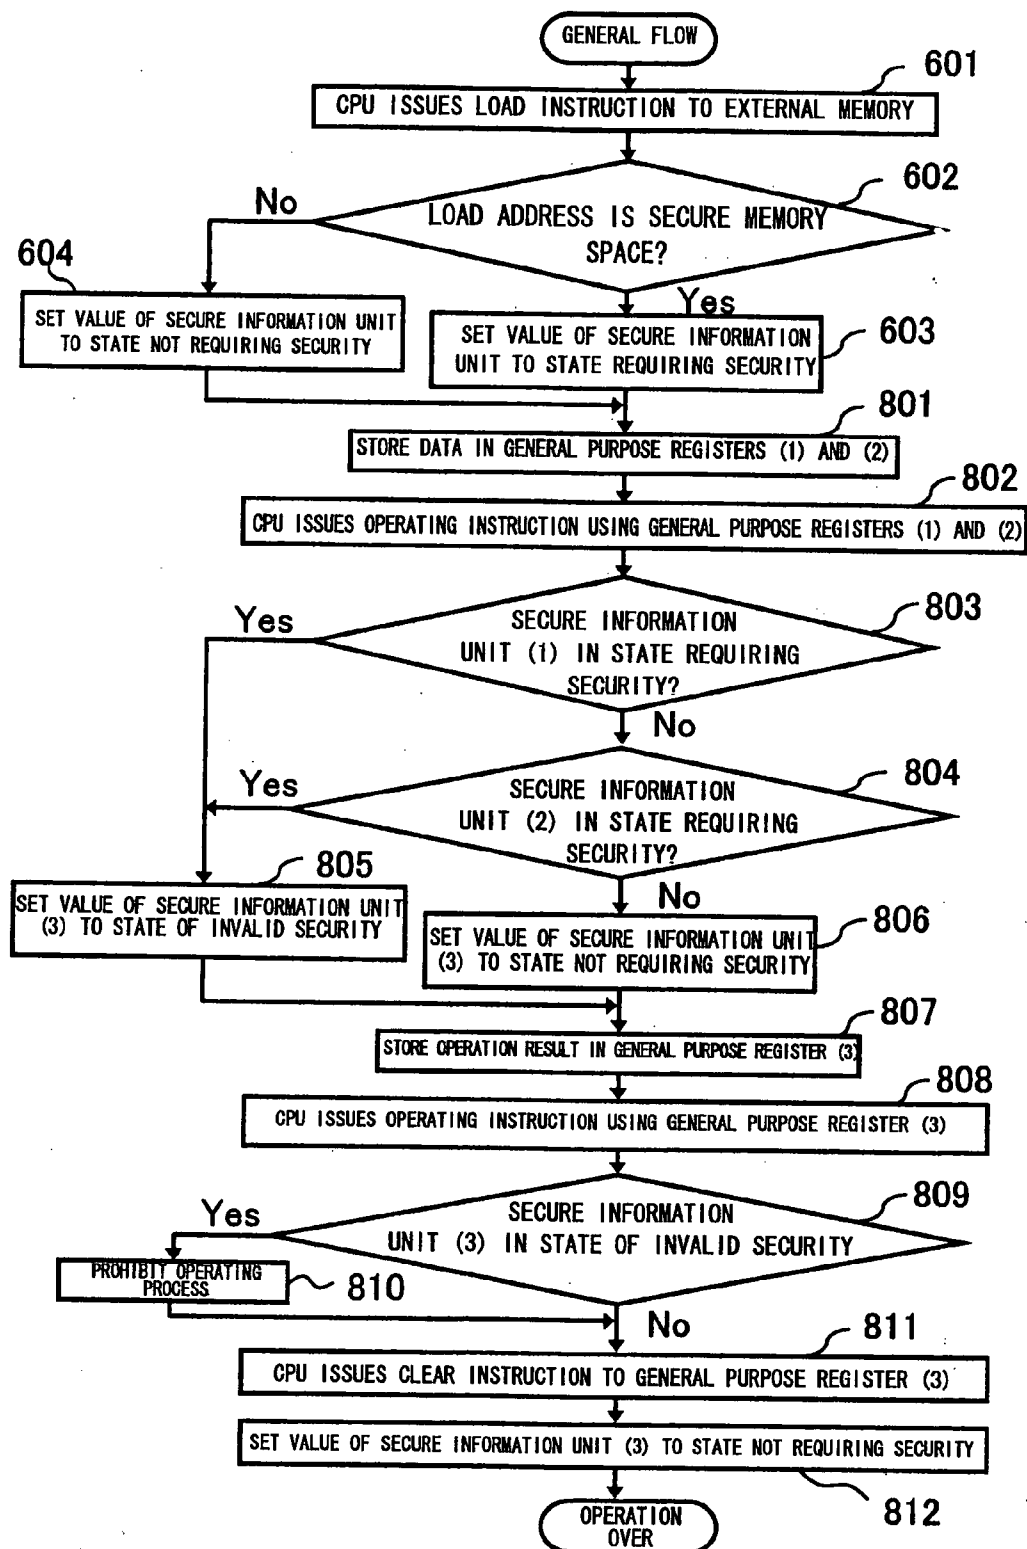 GENERAL FLOW
601
CPU ISSUES LOAD INSTRUCTION TO EXTERNAL MEMORY
602
No
LOAD ADDRESS IS SECURE MEMORY
SPACE?
604
Yes
SET VALUE OF SECURE INFORMATION UNIT
TO STATE NOT REQUIRING SECURITY
SET VALUE OF SECURE INFORMATION
UNIT TO STATE REQUIRING SECURITY
603
801
STORE DATA IN GENERAL PURPOSE REGISTERS (1) AND (2)
802
CPU ISSUES OPERATING INSTRUCTION USING GENERAL PURPOSE REGISTERS (1) AND (2)
803
Yes
SECURE INFORMATION
UNIT (1) IN STATE REQUIRING
SECURITY?
No
804
Yes
SECURE INFORMATION
UNIT (2) IN STATE REQUIRING
SECURITY?
805
No
SET VALUE OF SECURE INFORMATION UNIT
(3) TO STATE OF INVALID SECURITY
806
SET VALUE OF SECURE INFORMATION UNIT
(3) TO STATE NOT REQUIRING SECURITY
807
STORE OPERATION RESULT IN GENERAL PURPOSE REGISTER (3)
808
CPU ISSUES OPERATING INSTRUCTION USING GENERAL PURPOSE REGISTER (3)
809
Yes
SECURE INFORMATION
UNIT (3) IN STATE OF INVALID SECURITY
PROHIBIT OPERATING
PROCESS
810
No
811
CPU ISSUES CLEAR INSTRUCTION TO GENERAL PURPOSE REGISTER (3)
SET VALUE OF SECURE INFORMATION UNIT (3) TO STATE NOT REQUIRING SECURITY
812
OPERATION
OVER